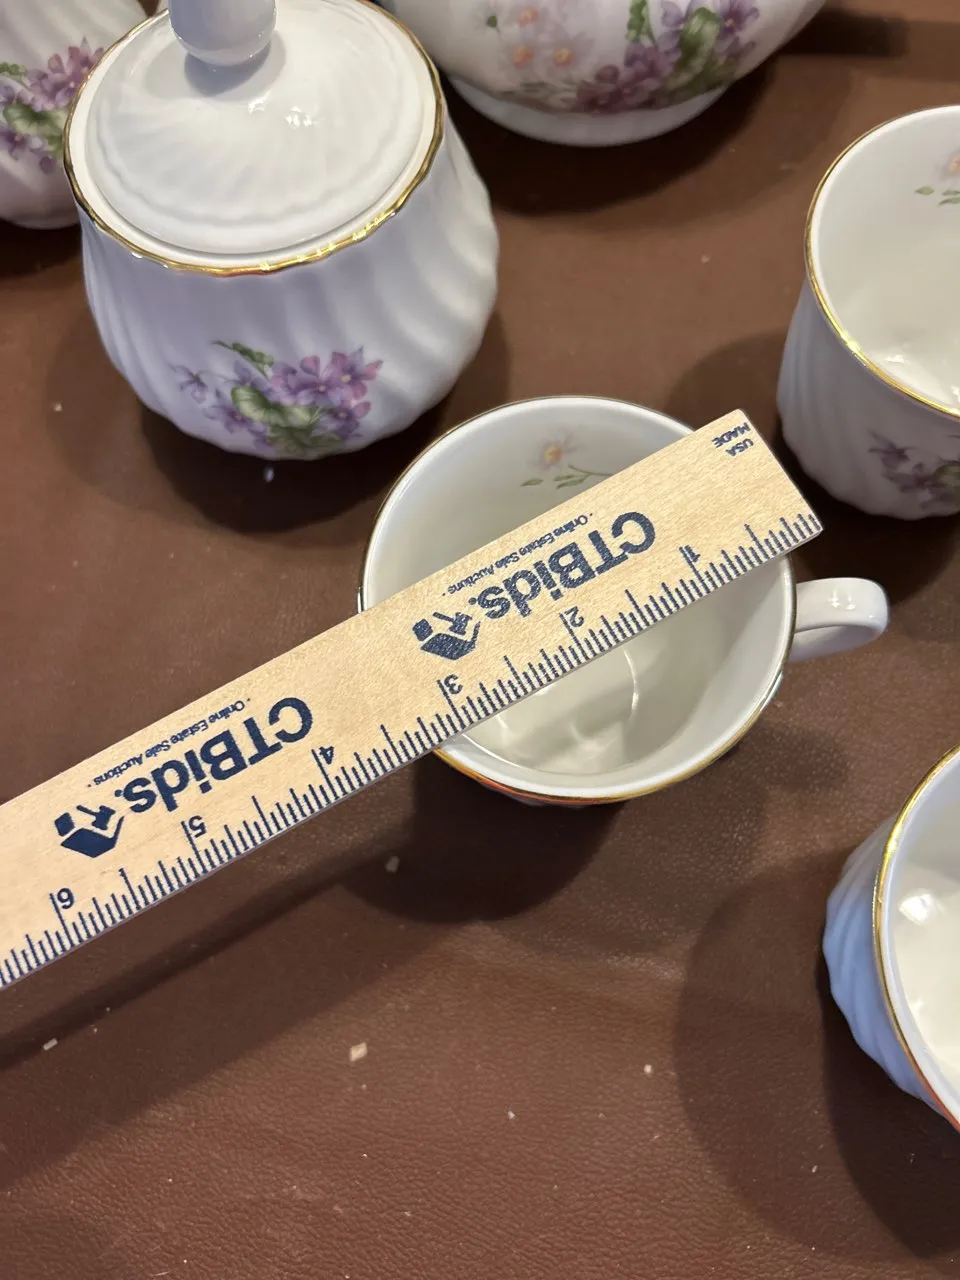 MADE
USA
CTBids.
· Online Estate Sale Auctions ·
CTBids.
· Online Estate Sale Auctions ·
1
2
3
4
5
6